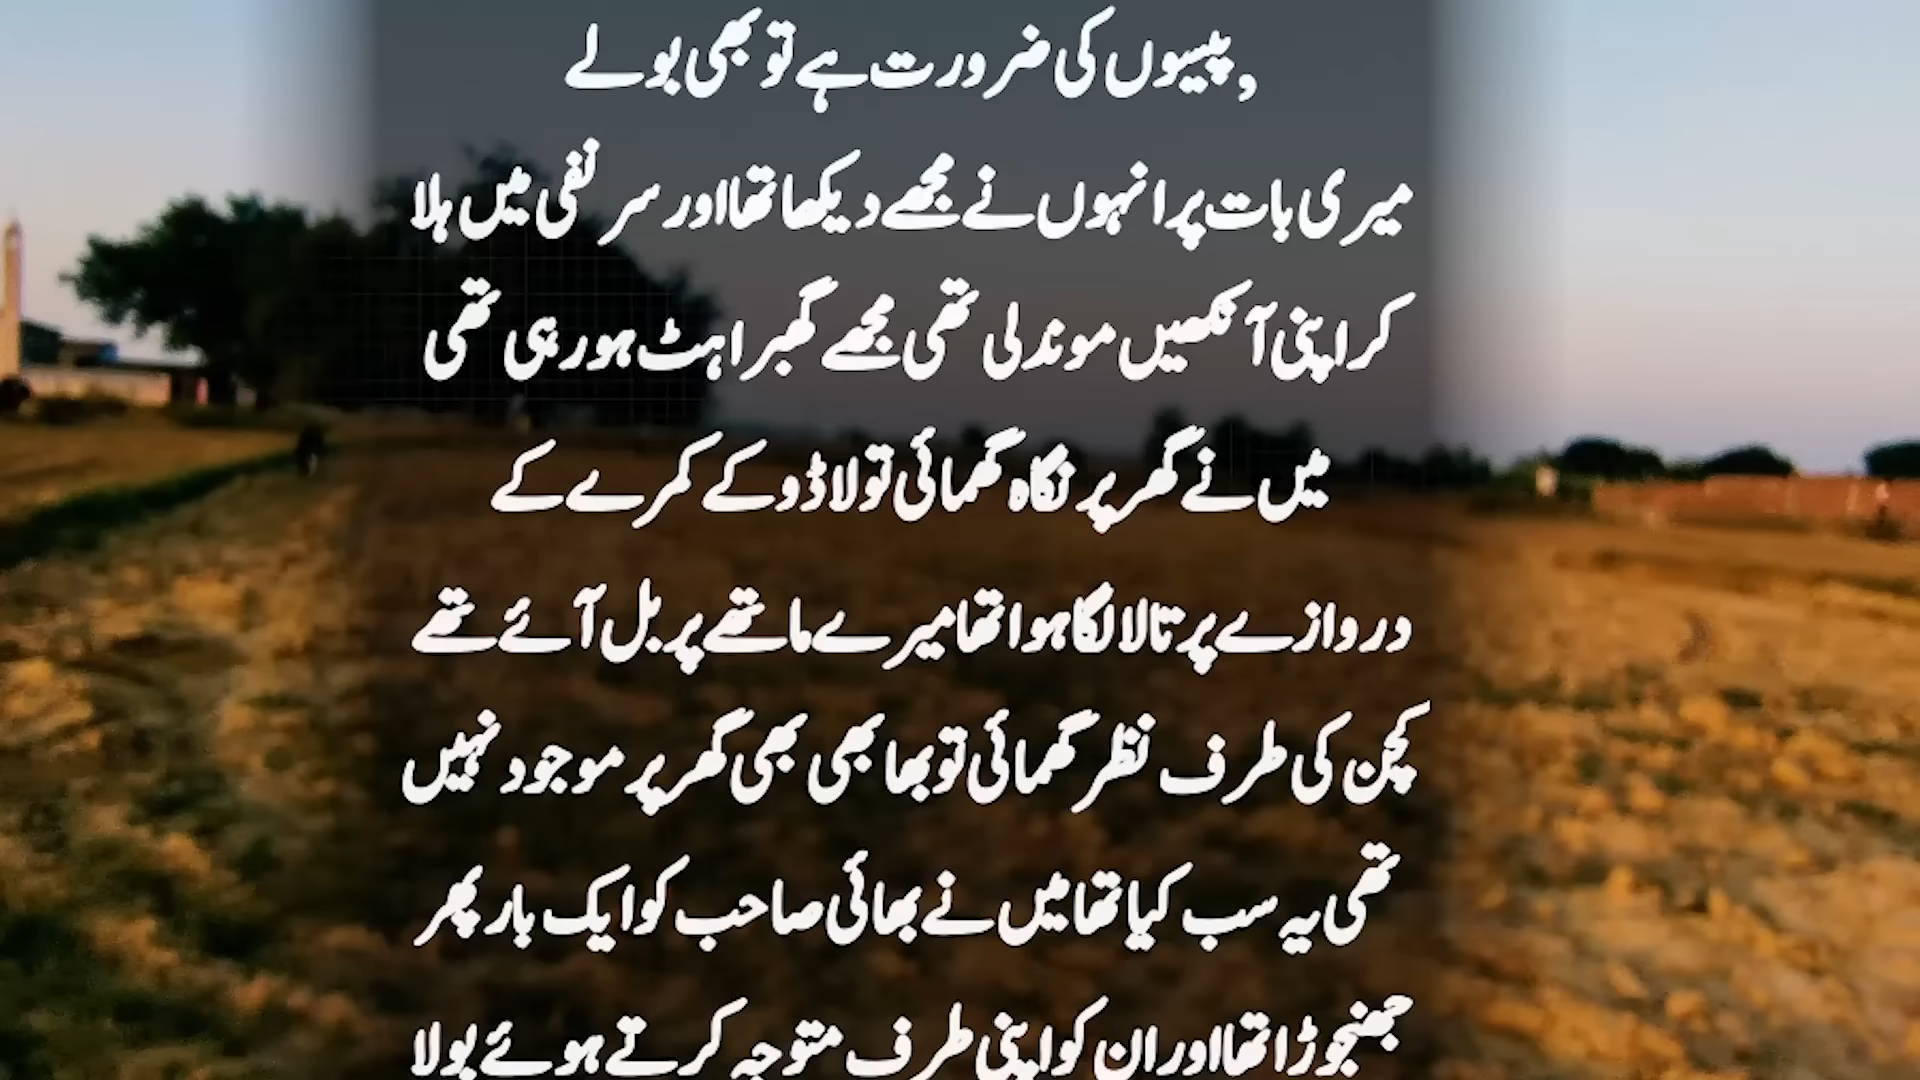 پیسوں کی ضرورت ہے تو بھی بولے,
میری بات پر انہوں نے مجھے دیکھا تھا اور سر نفی میں ہلا
کر اپنی آنکھیں موند لی تھی مجھے گھبراہٹ ہو رہی تھی
میں نے گھر پر نگاہ گھمائی تو لاڈو کے کمرے کے
دروازے پر تالا لگا ہوا تھا میرے ماتھے پر بل آئے تھے
کچن کی طرف نظر گھمائی تو بھابھی بھی گھر پر موجود نہیں
تھی یہ سب کیا تھا میں نے بھائی صاحب کو ایک بار پھر
جھنجوڑا تھا اور ان کو اپنی طرف متوجہ کرتے ہوئے بولا